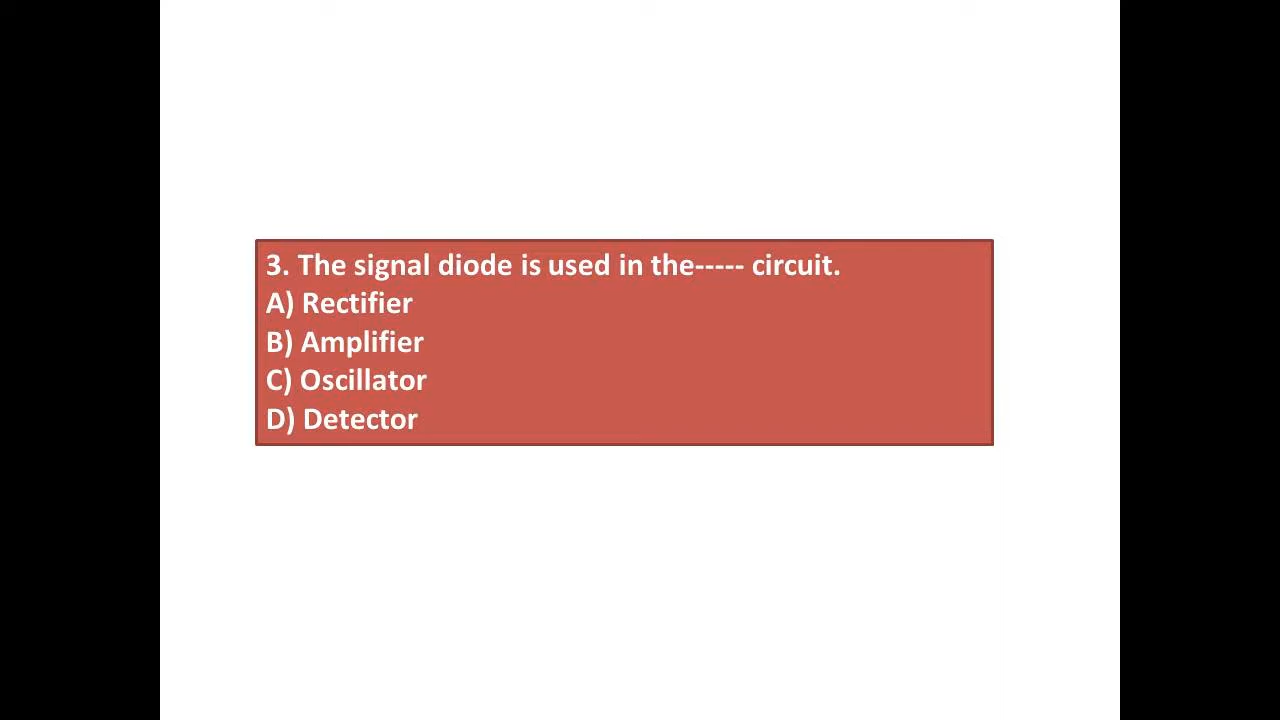 3. The signal diode is used in the----- circuit.
A) Rectifier
B) Amplifier
C) Oscillator
D) Detector